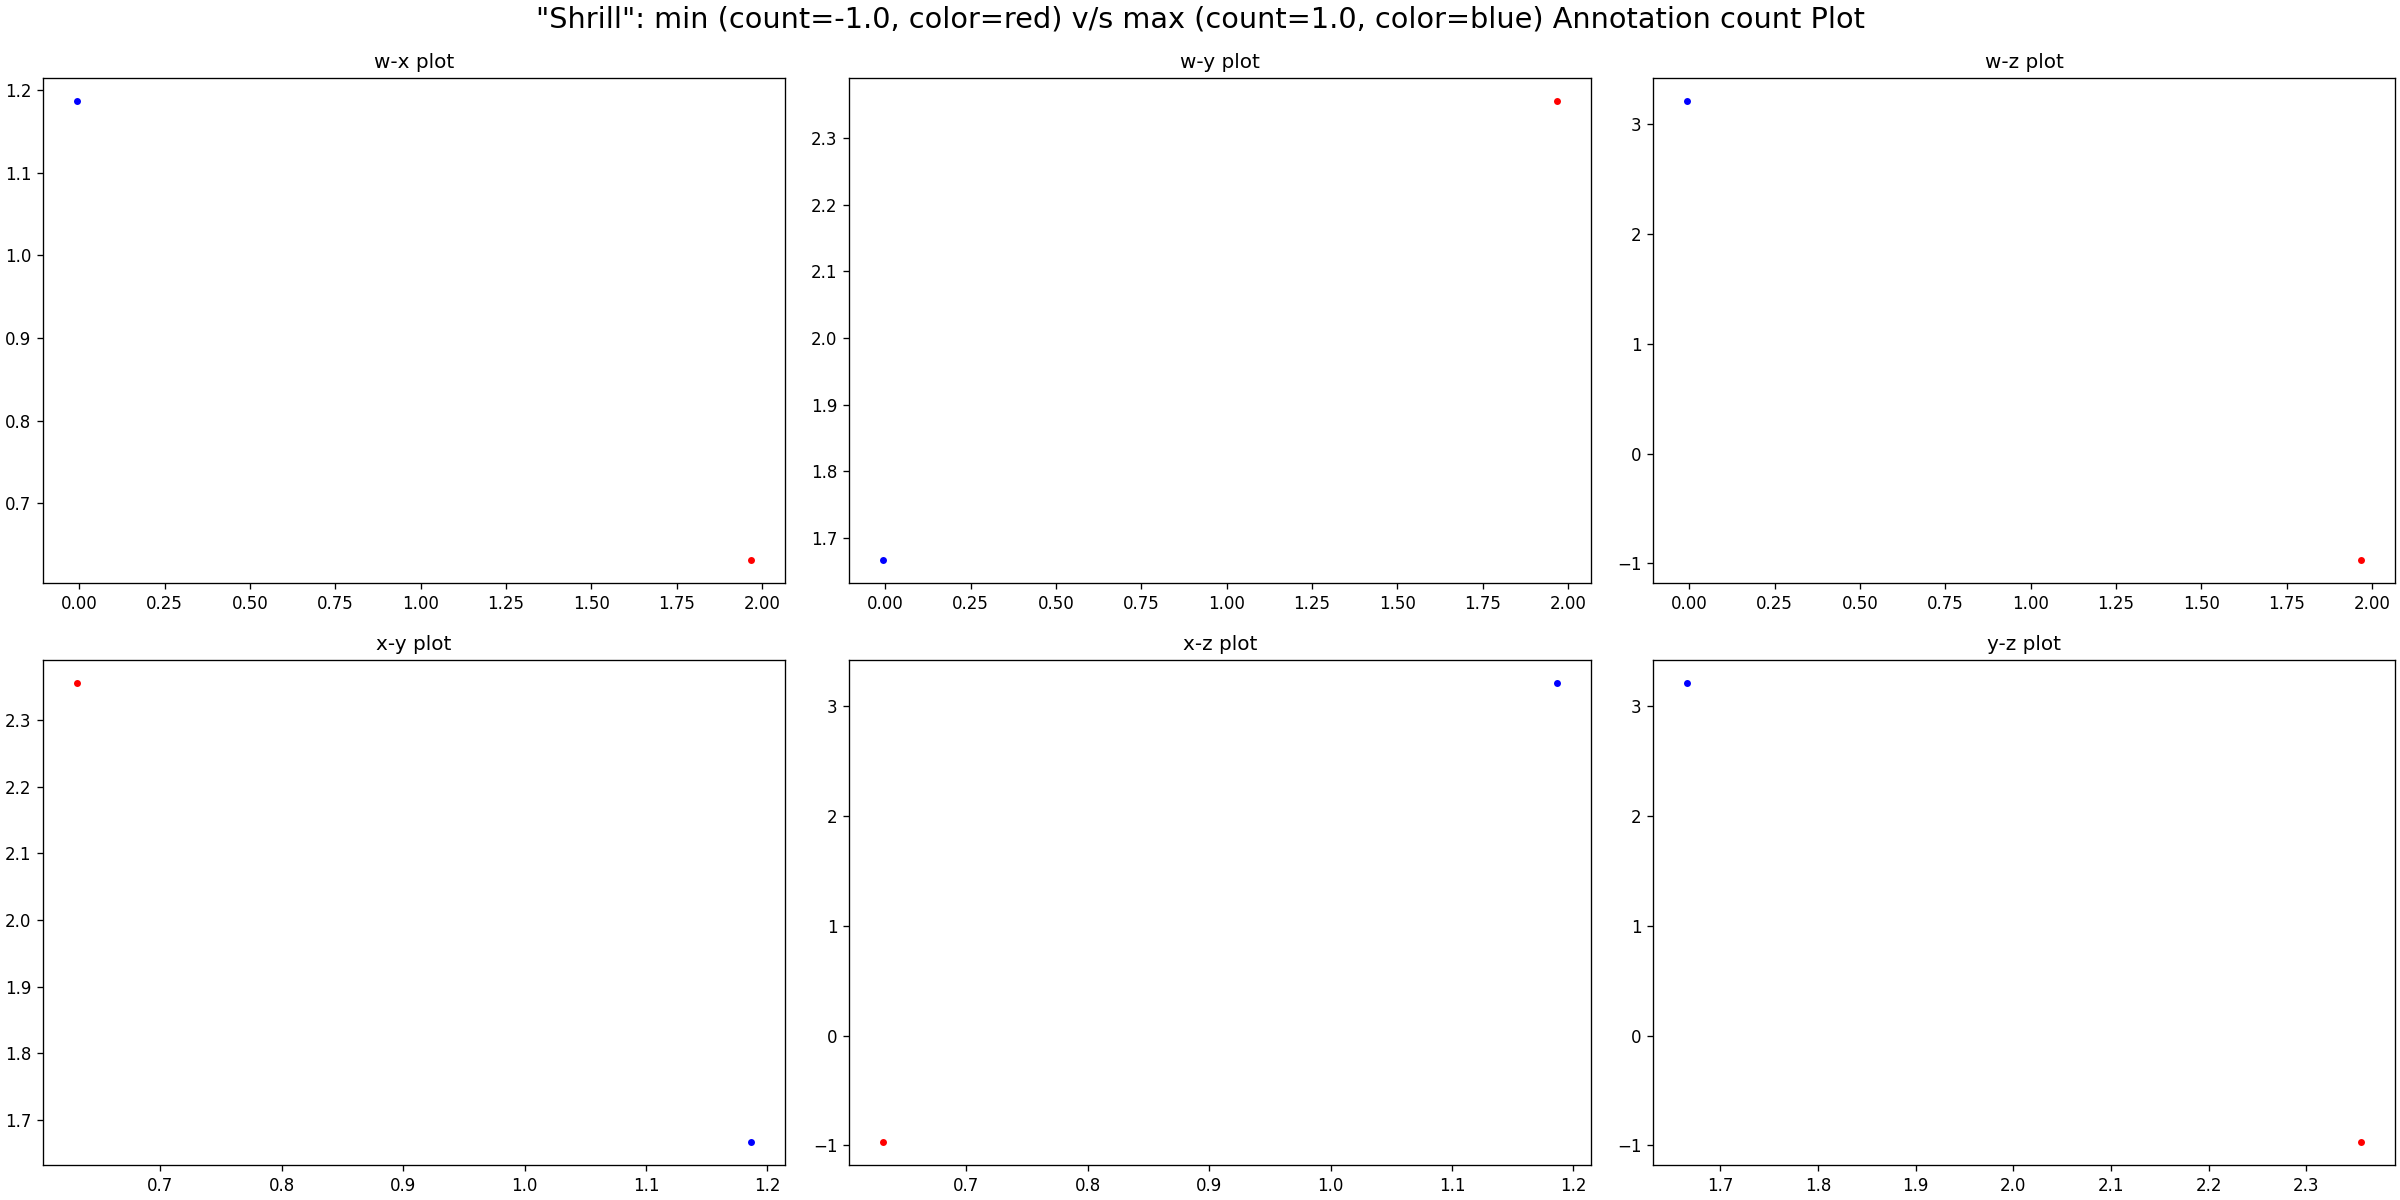 "Shrill": min (count=-1.0, color=red) v/s max (count=1.0, color=blue) Annotation count Plot
w-x plot
1.2
1.1
1.0
0.9
0.8
0.7
0.00 0.25 0.50 0.75 1.00 1.25 1.50 1.75 2.00
w-y plot
2.3
2.2
2.1
2.0
1.9
1.8
1.7
0.00 0.25 0.50 0.75 1.00 1.25 1.50 1.75 2.00
w-z plot
3
2
1
0
−1
0.00 0.25 0.50 0.75 1.00 1.25 1.50 1.75 2.00
x-y plot
2.3
2.2
2.1
2.0
1.9
1.8
1.7
0.7 0.8 0.9 1.0 1.1 1.2
x-z plot
3
2
1
0
−1
0.7 0.8 0.9 1.0 1.1 1.2
y-z plot
3
2
1
0
−1
1.7 1.8 1.9 2.0 2.1 2.2 2.3